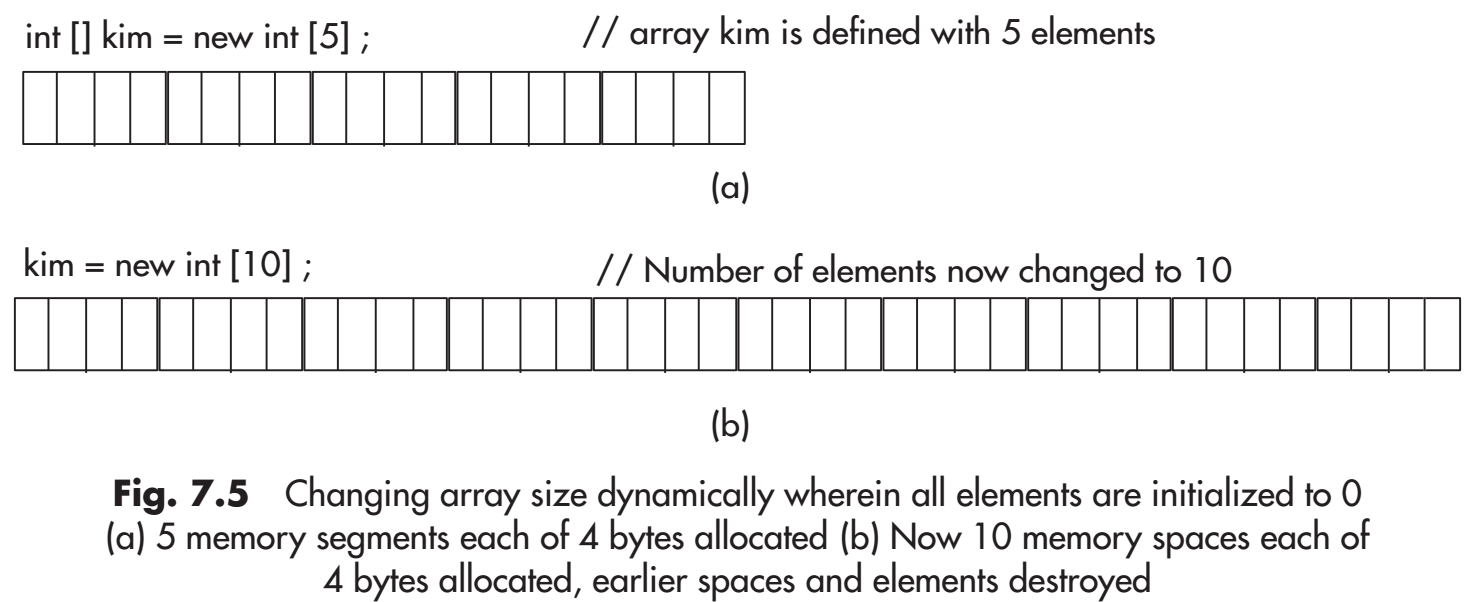 int [] kim = new int [5] ; // array kim is defined with 5 elements
(a)
kim = new int [10] ; // Number of elements now changed to 10
(b)
Fig. 7.5 Changing array size dynamically wherein all elements are initialized to 0
(a) 5 memory segments each of 4 bytes allocated (b) Now 10 memory spaces each of
4 bytes allocated, earlier spaces and elements destroyed